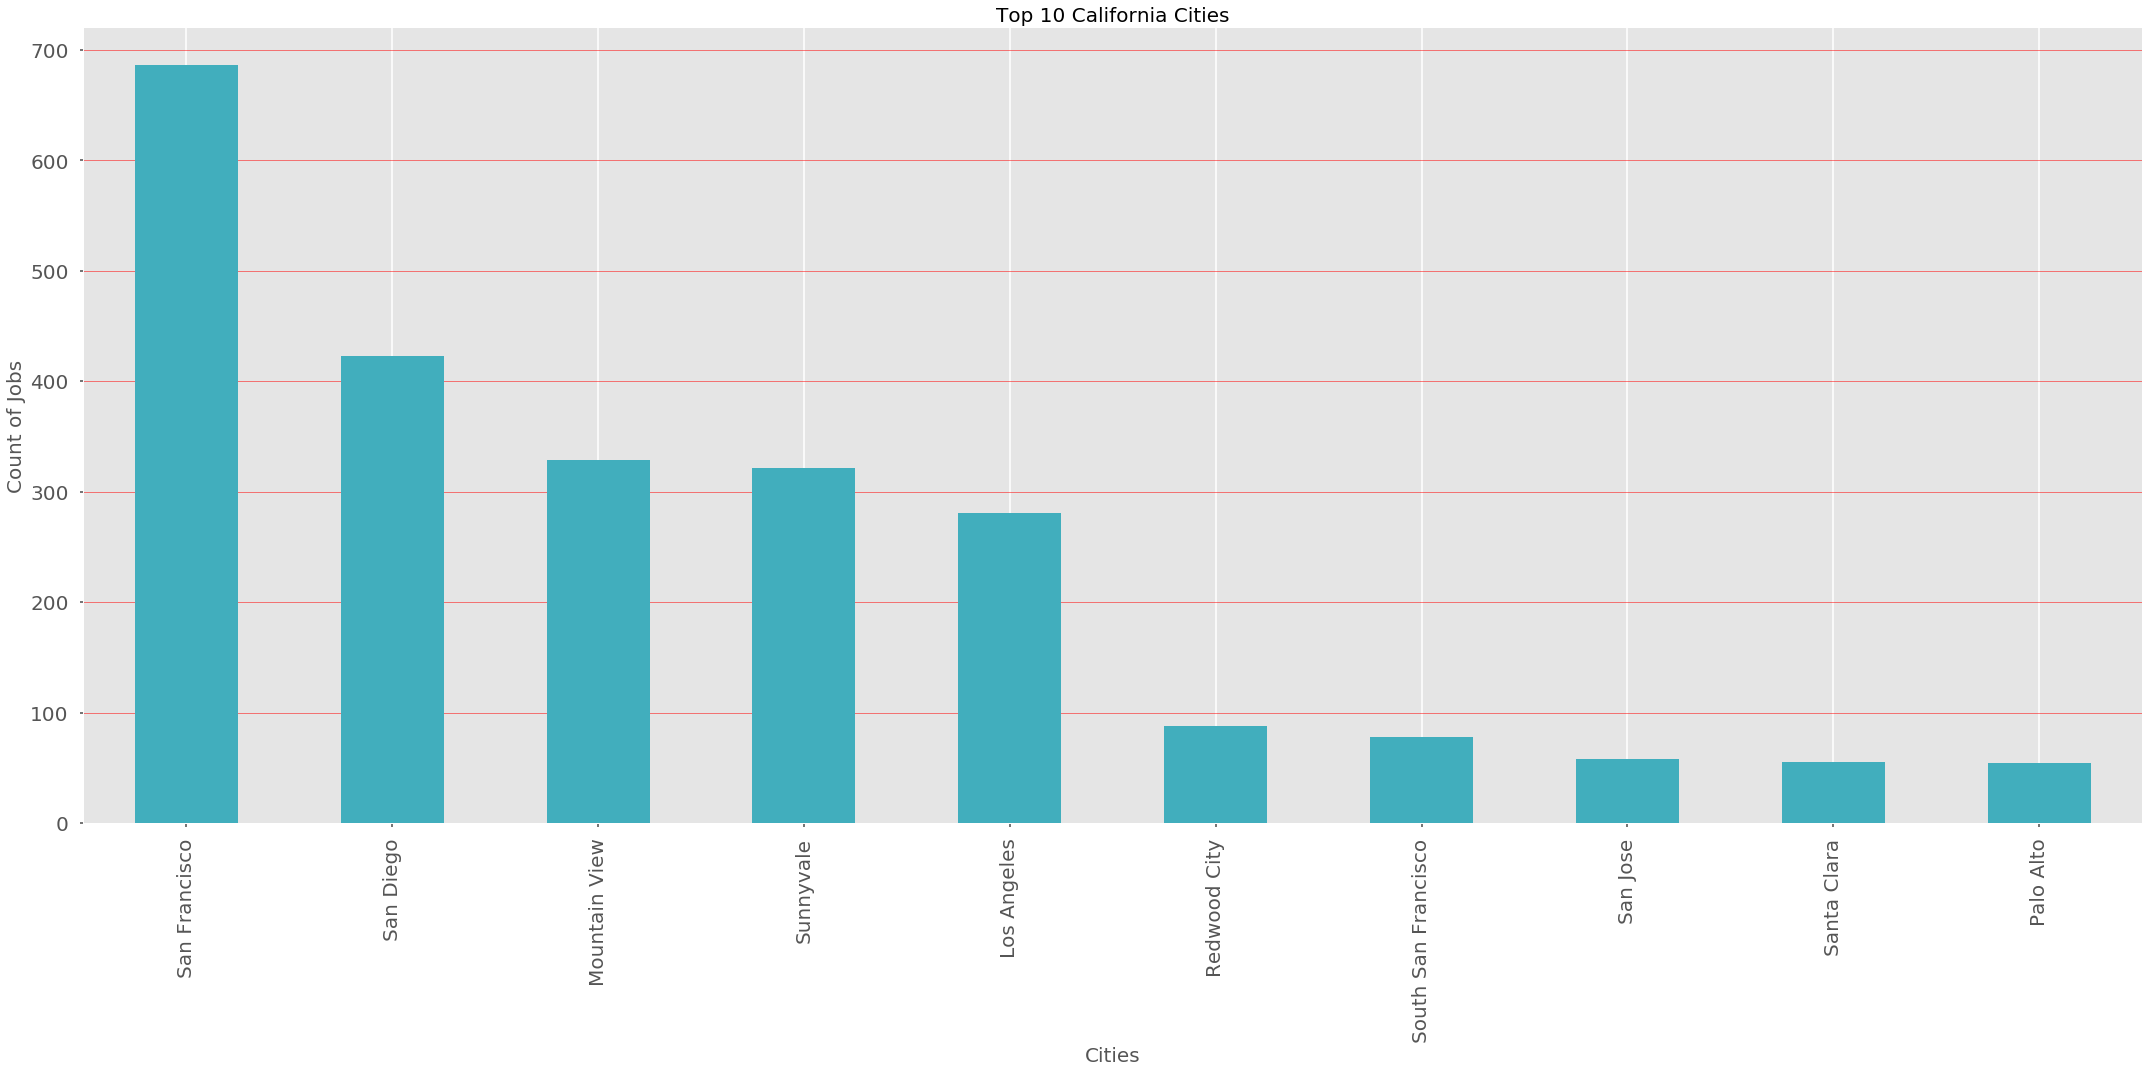 Top 10 California Cities
700
600
500
400
300
200
100
0
Count of Jobs
San Francisco
San Diego
Mountain View
Sunnyvale
Los Angeles
Redwood City
South San Francisco
San Jose
Santa Clara
Palo Alto
Cities